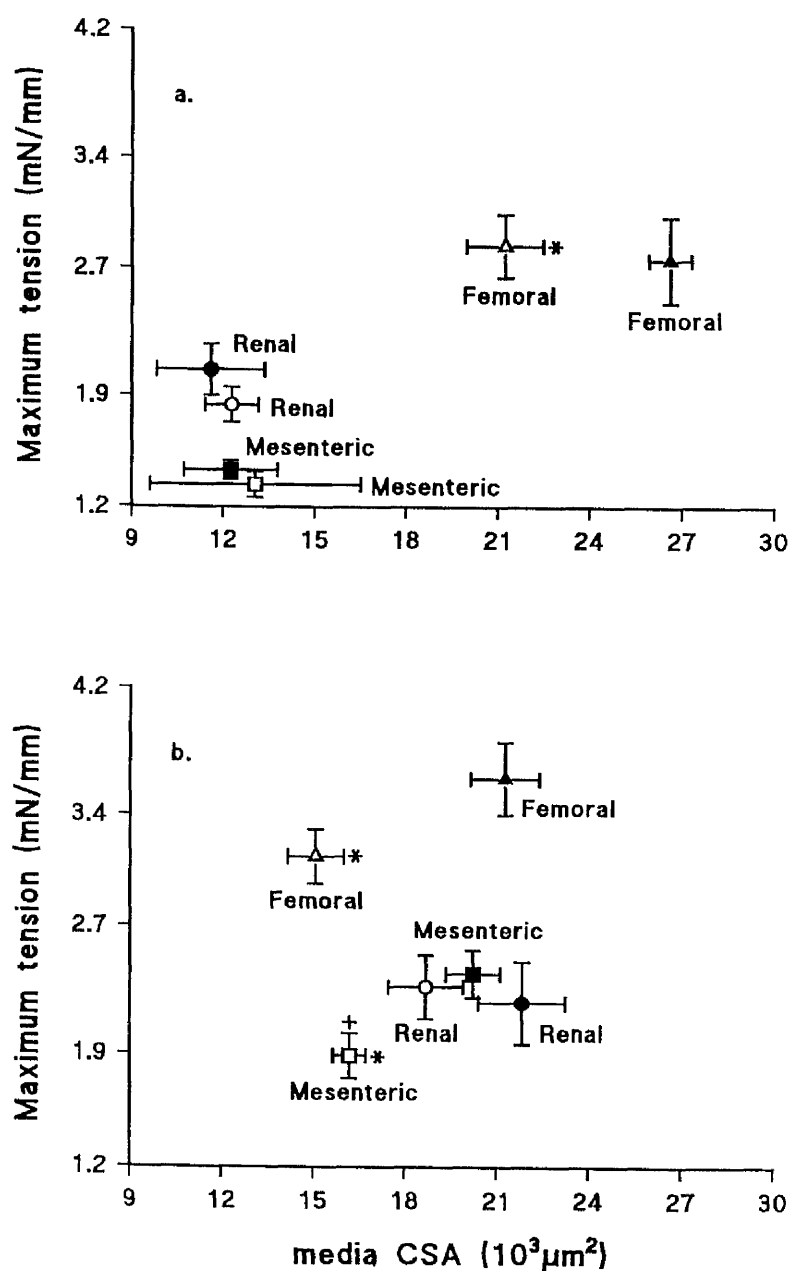 4.2
a.
3.4
2.7
1.9
1.2
Maximum tension (mN/mm)
*
Femoral
Femoral
Renal
Renal
Mesenteric
Mesenteric
9 12 15 18 21 24 27 30
4.2
b.
3.4
2.7
1.9
1.2
Maximum tension (mN/mm)
Femoral
*
Femoral
Mesenteric
Renal
Renal
+
*
Mesenteric
9 12 15 18 21 24 27 30
media CSA (10³µm²)